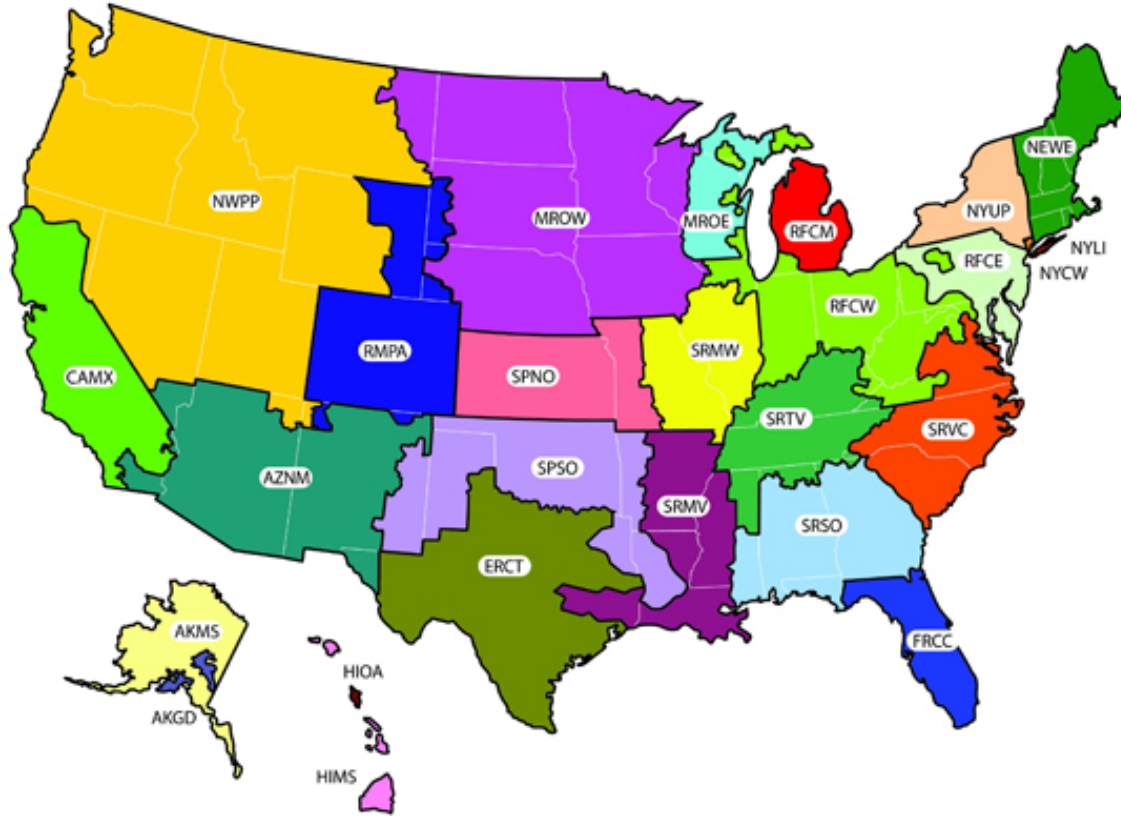 NEWE
NWPP
MROW
MROE
NYUP
RFCM
NYLI
RFCE
NYCW
RFCW
RMPA
SRMW
CAMX
SPNO
SRTV
SRVC
AZNM
SPSO
SRMV
SRSO
ERCT
AKMS
FRCC
HIOA
AKGD
HIMS